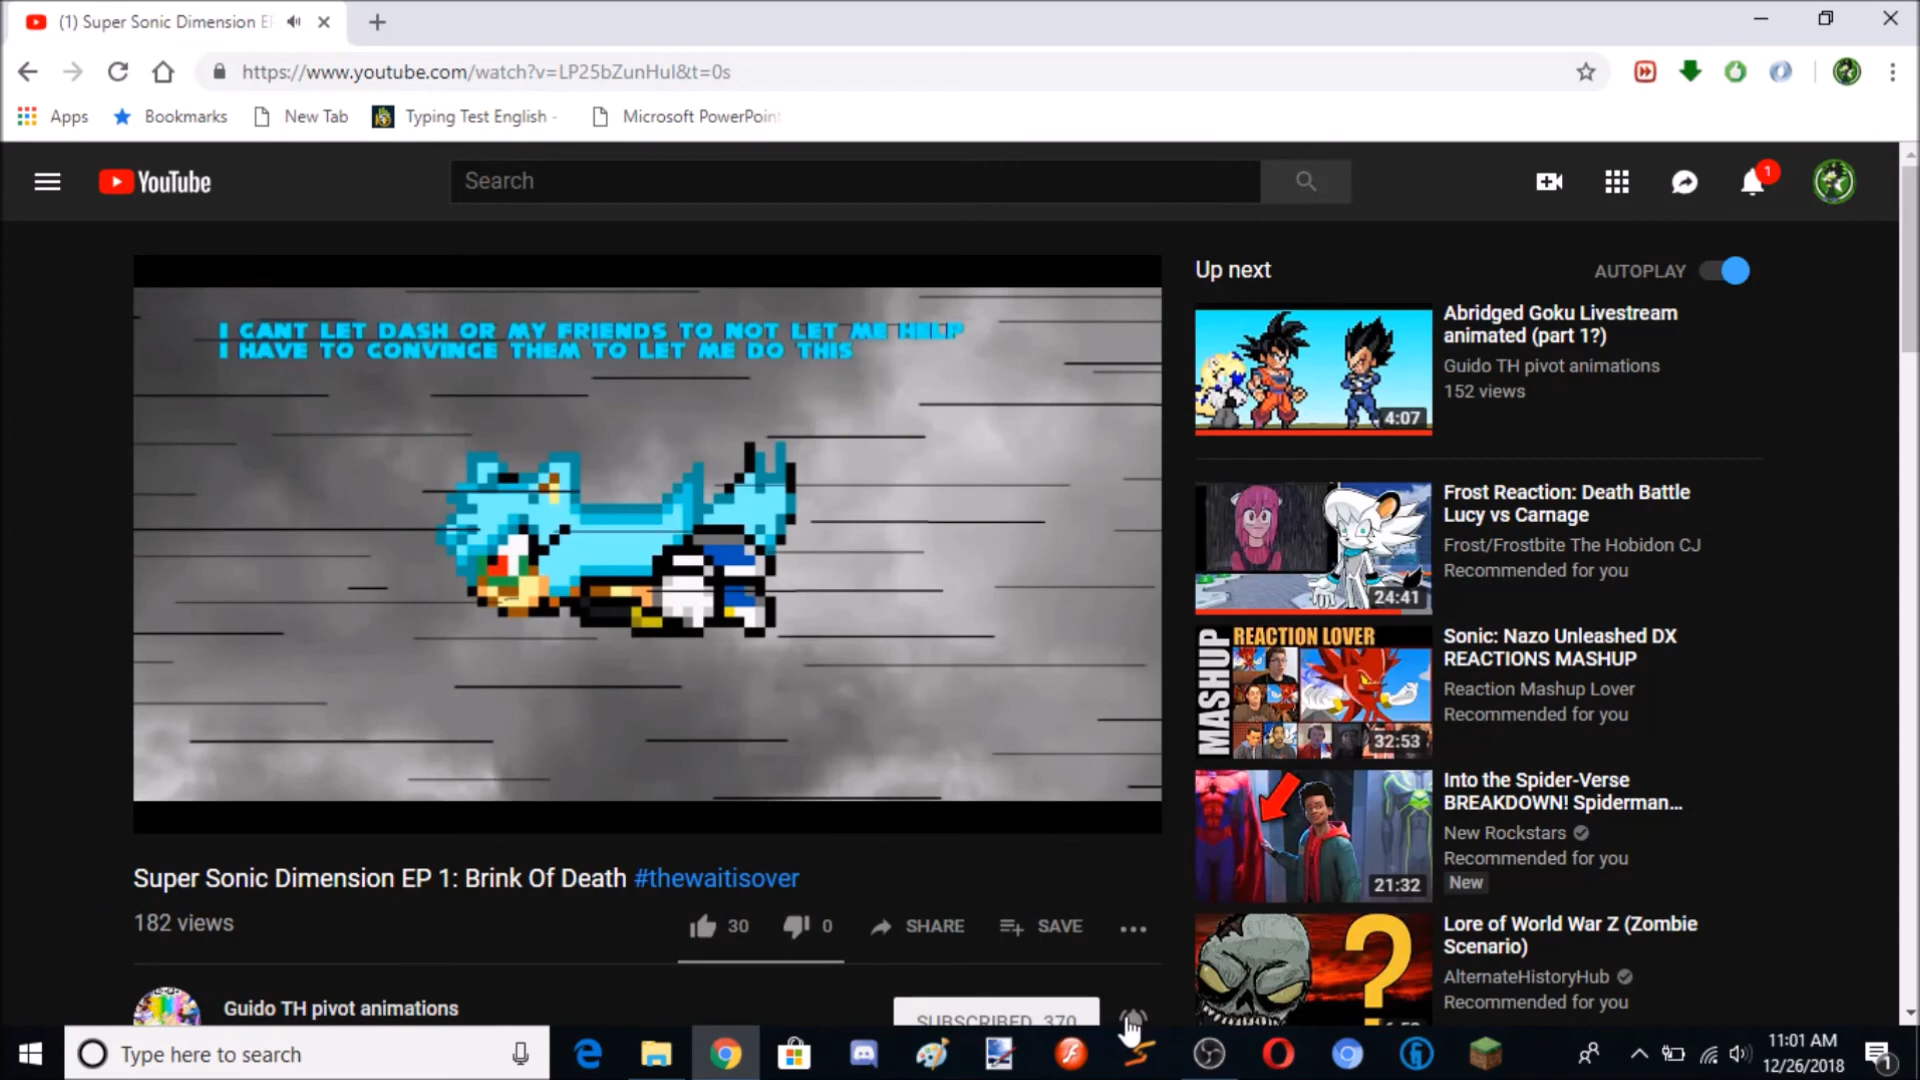 (1) Super Sonic Dimension E
https://www.youtube.com/watch?v=LP25bZunHuI&t=0s
Apps
Bookmarks
New Tab
Typing Test English -
Microsoft PowerPoin
YouTube
Search
1
I CANT LET DASH OR MY FRIENDS TO NOT LET ME HELP
I HAVE TO CONVINCE THEM TO LET ME DO THIS
Super Sonic Dimension EP 1: Brink Of Death #thewaitisover
182 views
30
0
SHARE
SAVE
Guido TH pivot animations
SUBSCRIBED 370
Up next
AUTOPLAY
4:07
Abridged Goku Livestream
animated (part 1?)
Guido TH pivot animations
152 views
24:41
Frost Reaction: Death Battle
Lucy vs Carnage
Frost/Frostbite The Hobidon CJ
Recommended for you
MASHUP
REACTION LOVER
32:53
Sonic: Nazo Unleashed DX
REACTIONS MASHUP
Reaction Mashup Lover
Recommended for you
21:32
Into the Spider-Verse
BREAKDOWN! Spiderman...
New Rockstars
Recommended for you
New
?
Lore of World War Z (Zombie
Scenario)
AlternateHistoryHub
Recommended for you
Type here to search
11:01 AM
12/26/2018
1